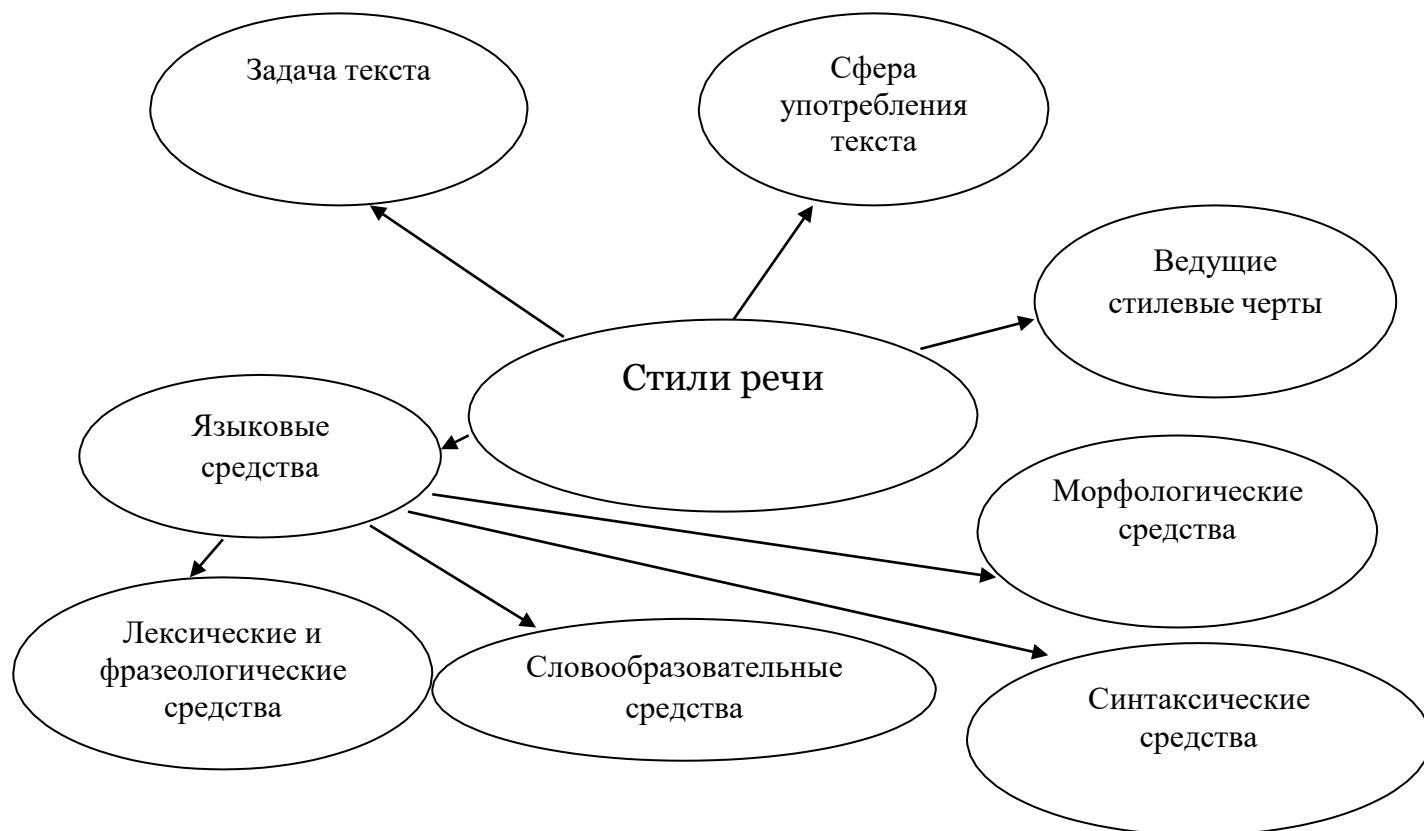 Задача текста
Сфера
употребления
текста
Ведущие
стилевые черты
Стили речи
Языковые
средства
Морфологические
средства
Лексические и
фразеологические
средства
Словообразовательные
средства
Синтаксические
средства